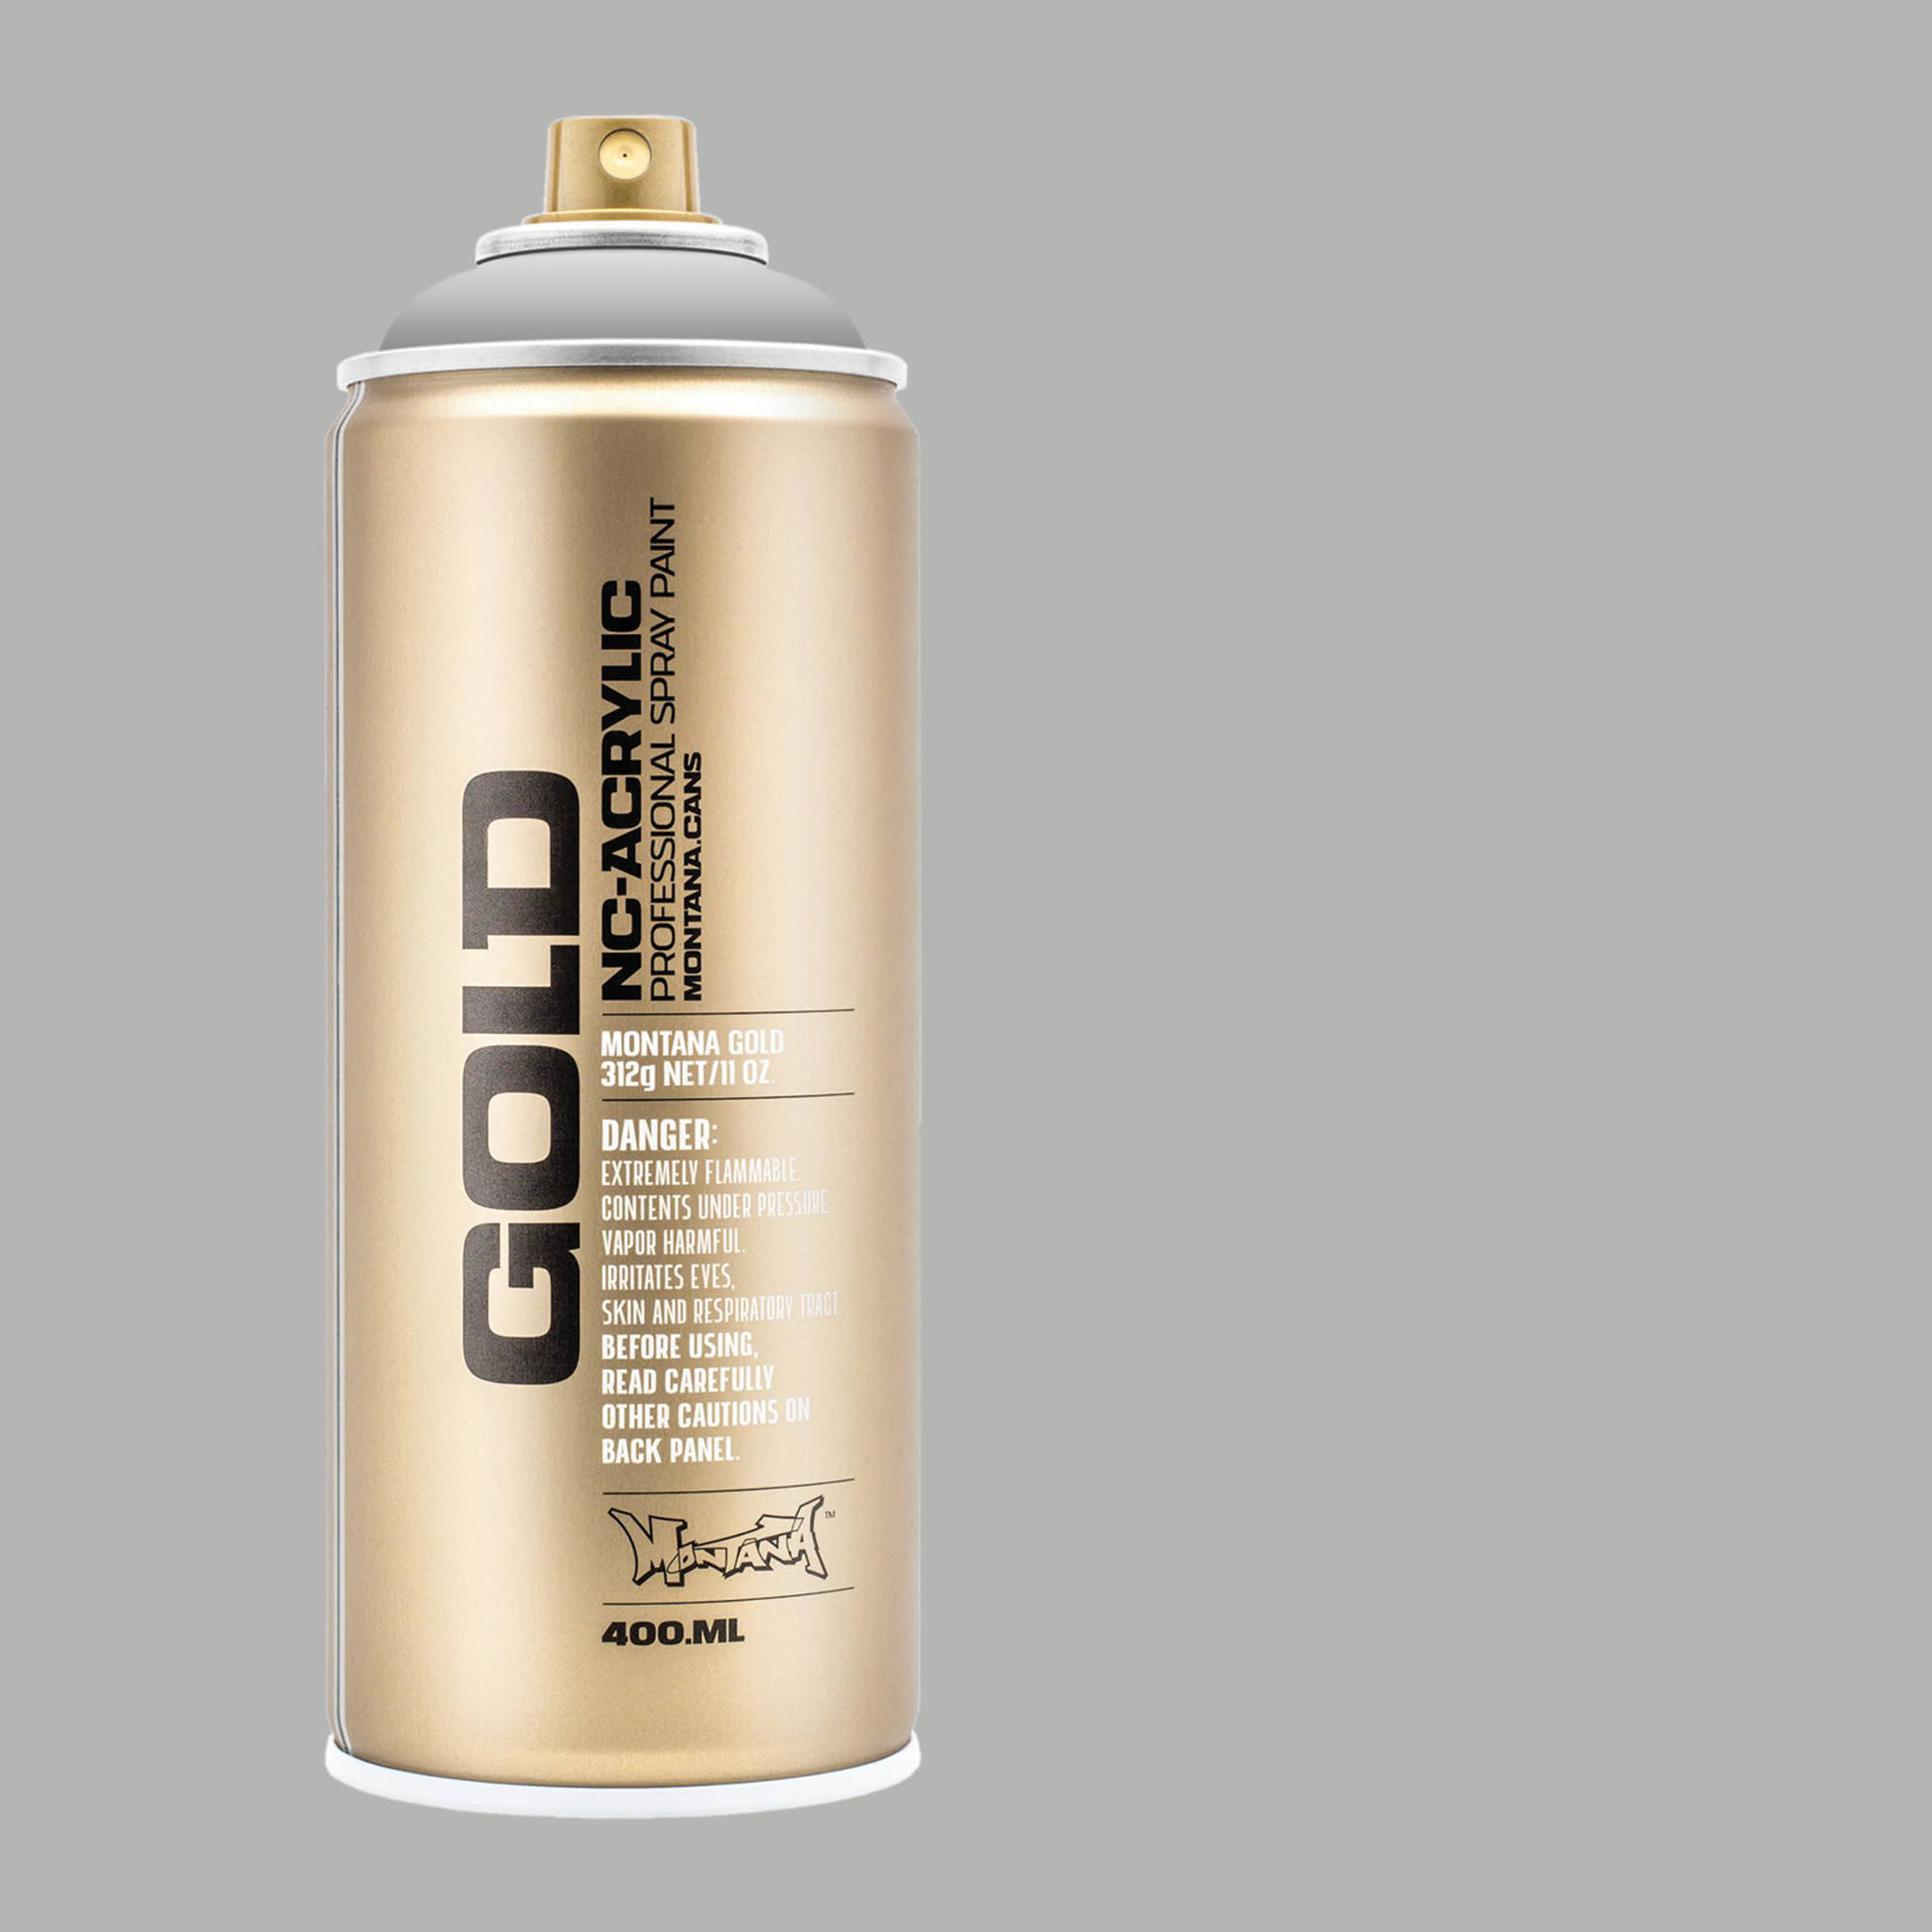 GOLD
NC-ACRYLIC
PROFESSIONAL SPRAY PAINT
MONTANA.CANS
MONTANA GOLD
312g NET/11 OZ.
DANGER:
EXTREMELY FLAMMABLE.
CONTENTS UNDER PRESSURE.
VAPOR HARMFUL.
IRRITATES EYES,
SKIN AND RESPIRATORY TRACT.
BEFORE USING,
READ CAREFULLY
OTHER CAUTIONS ON
BACK PANEL.
MONTANA™
400.ML